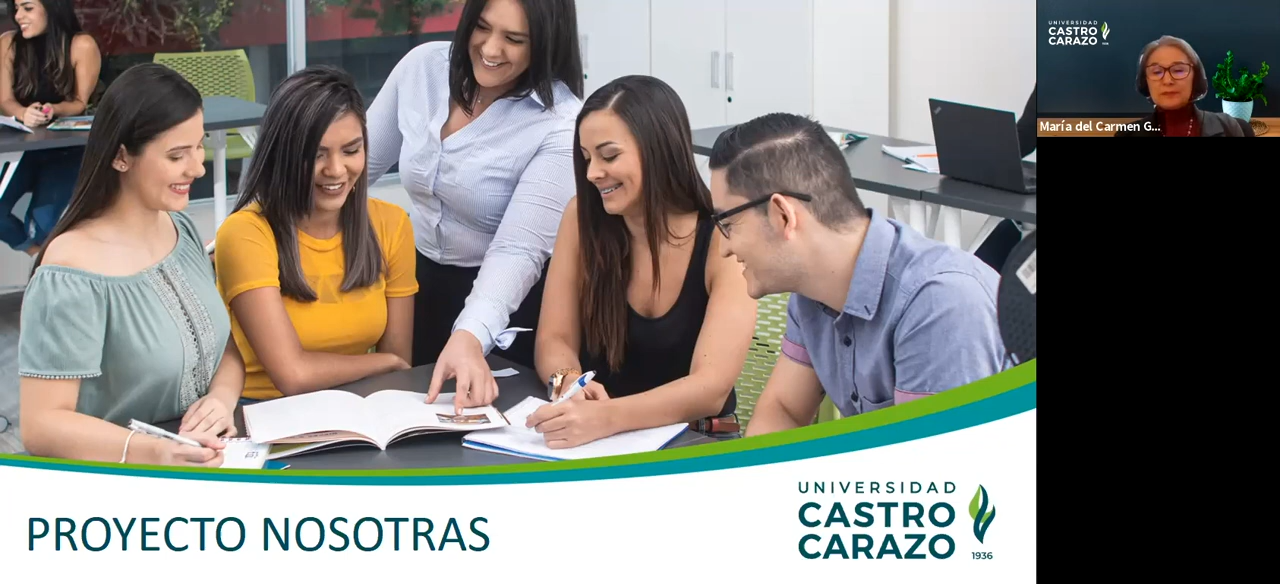 PROYECTO NOSOTRAS
UNIVERSIDAD
CASTRO
CARAZO
1936
UNIVERSIDAD
CASTRO
CARAZO
María del Carmen G...